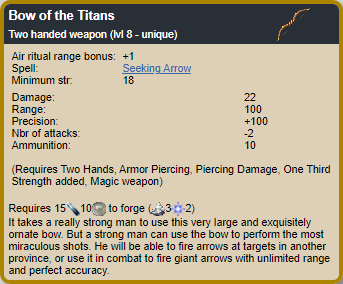 Bow of the Titans
Two handed weapon (lvl 8 - unique)
Air ritual range bonus: +1
Spell: Seeking Arrow
Minimum str: 18
Damage: 22
Range: 100
Precision: +100
Nbr of attacks: -2
Ammunition: 10
(Requires Two Hands, Armor Piercing, Piercing Damage, One Third
Strength added, Magic weapon)
Requires 15 10 to forge ( 3 2)
It takes a really strong man to use this very large and exquisitely
ornate bow. But a strong man can use the bow to perform the most
miraculous shots. He will be able to fire arrows at targets in another
province, or use it in combat to fire giant arrows with unlimited range
and perfect accuracy.